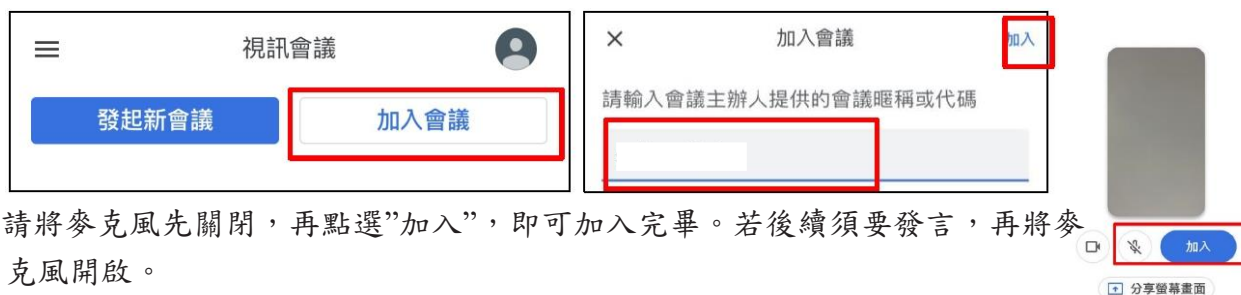 視訊會議
發起新會議
加入會議
加入會議
加入
請輸入會議主辦人提供的會議暱稱或代碼
請將麥克風先關閉，再點選”加入”，即可加入完畢。若後續須要發言，再將麥
克風開啟。
加入
分享螢幕畫面